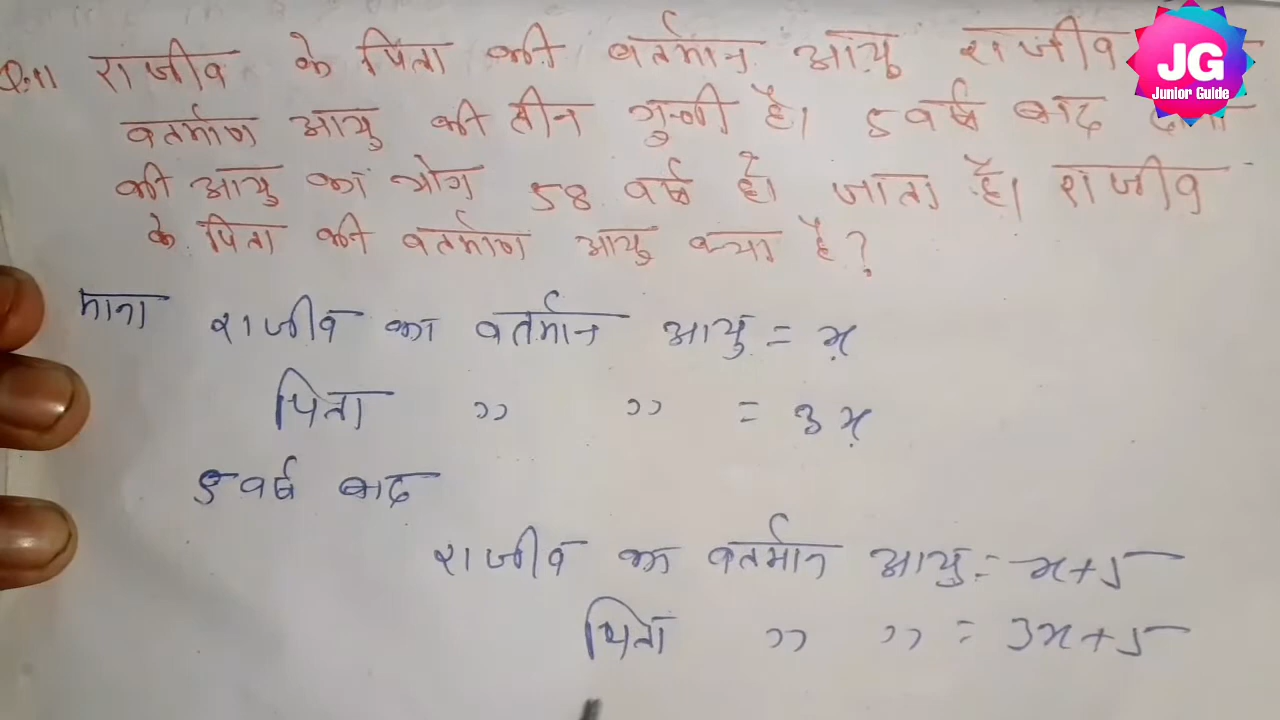 Q.11 राजीव के पिता की वर्तमान आयु राजीव
वर्तमाण आयु की तीन गुनी है। 5 वर्ष बाद
की आयु का योग 58 वर्ष हो जाता है। राजीव
के पिता की वर्तमाण आयु क्या है?
माना राजीव का वर्तमान आयु = x
पिता " " = 3x
5 वर्ष बाद
राजीव का वर्तमान आयु = x+5
पिता " " = 3x+5
JG
Junior Guide